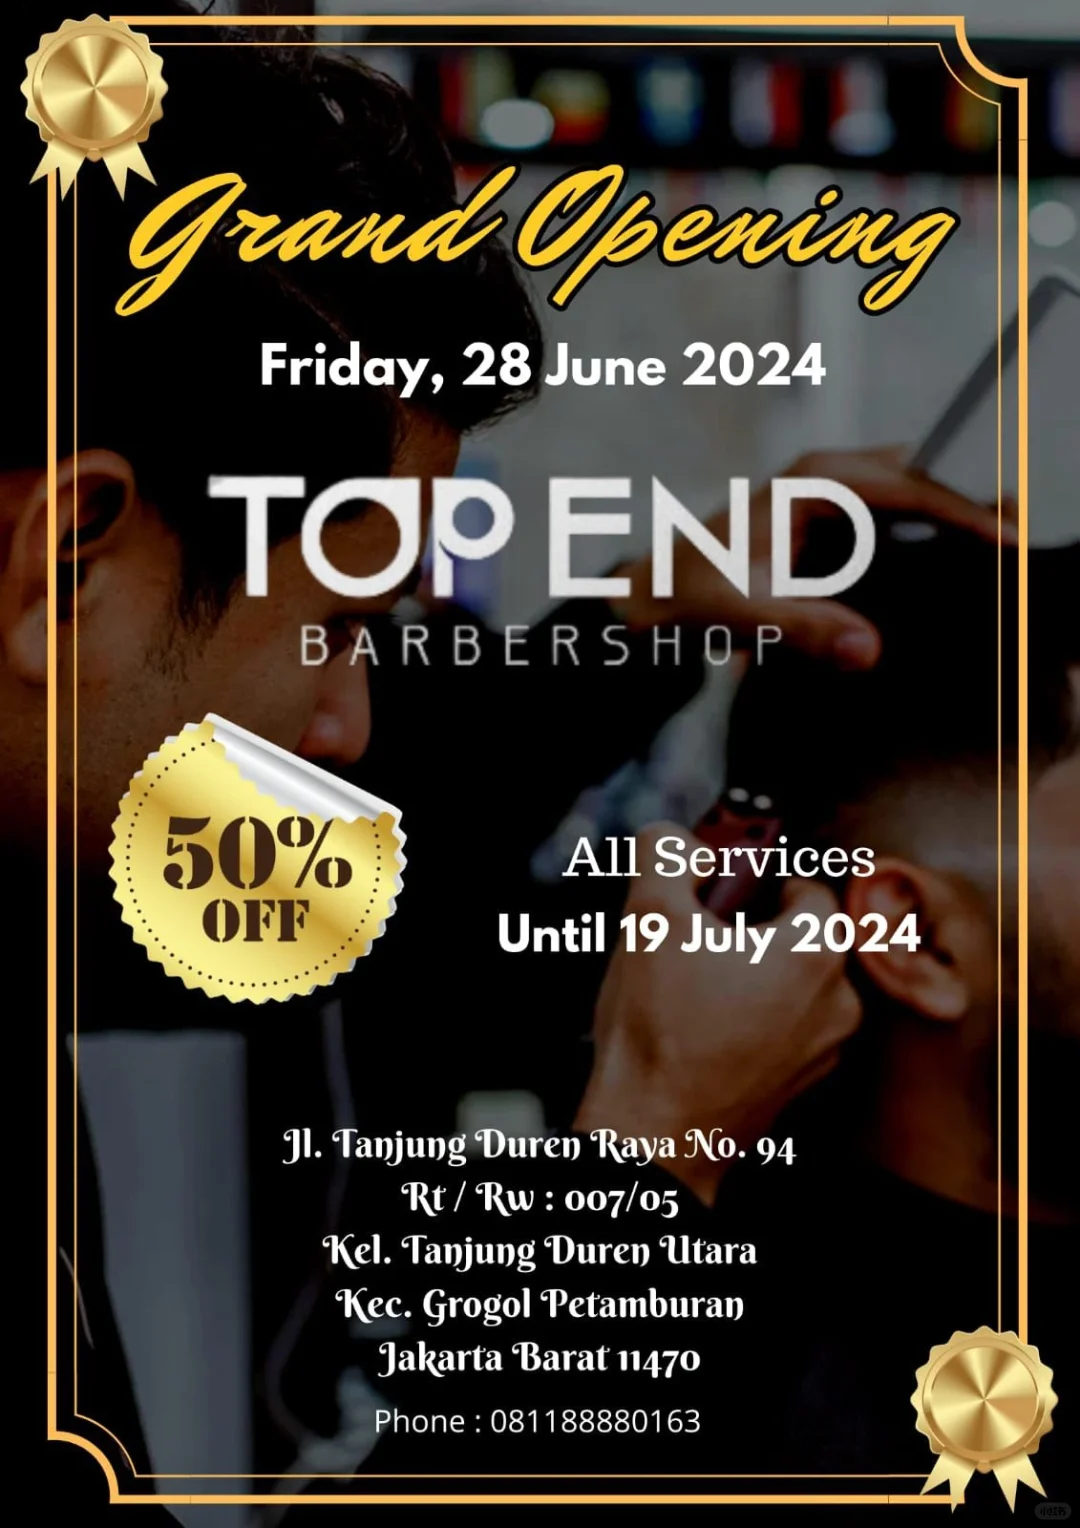 Grand Opening
Friday, 28 June 2024
TOP END
BARBERSHOP
50%
OFF
All Services
Until 19 July 2024
Jl. Tanjung Duren Raya No. 94
Rt / Rw : 007/05
Kel. Tanjung Duren Utara
Kec. Grogol Petamburan
Jakarta Barat 11470
Phone : 081188880163